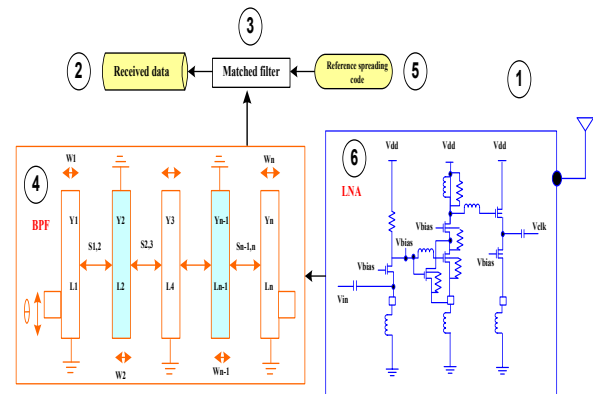 3
1
2
Received data
Matched filter
Reference spreading
code
5
4
BPF
W1
Wn
Y1
Y2
Y3
Yn-1
Yn
S1,2
S2,3
Sn-1,n
L1
L2
L4
Ln-1
Ln
θ
W2
Wn-1
6
LNA
Vdd
Vdd
Vdd
Vbias
Vbias
Vbias
Vclk
Vin